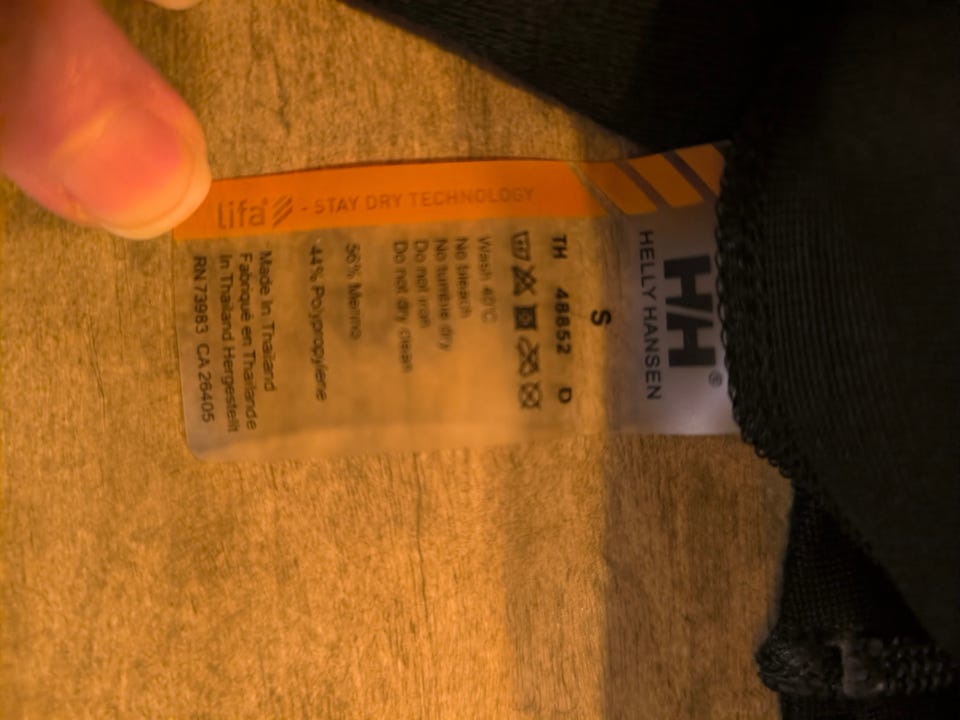 HH®
HELLY HANSEN
S
TH 48852 D
Wash 40°C
No bleach
No tumble dry
Do not iron
Do not dry clean
56% Merino
44% Polypropylene
Made In Thailand
Fabriqué en Thaïlande
In Thailand Hergestellt
RN 73983 CA 26405
lifa® - STAY DRY TECHNOLOGY